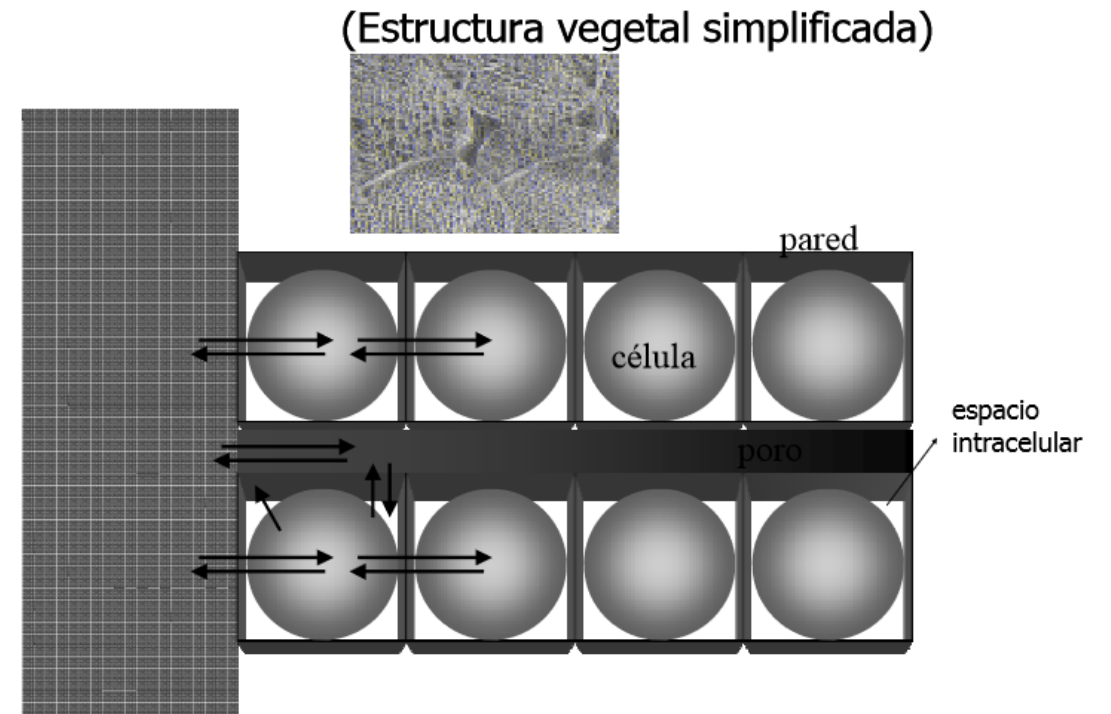 (Estructura vegetal simplificada)
pared
célula
espacio
intracelular
poro